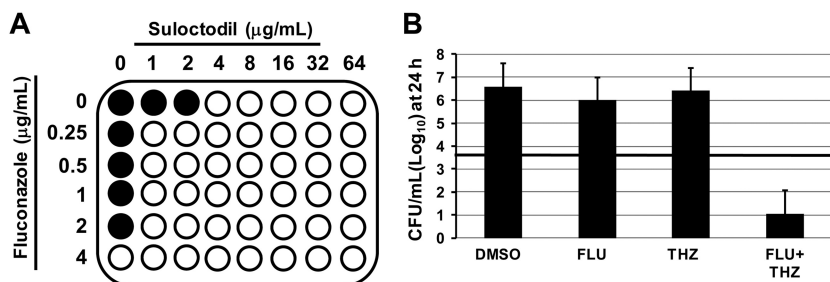 A
Suloctodil (μg/mL)
0 1 2 4 8 16 32 64
Fluconazole (μg/mL)
0
0.25
0.5
1
2
4
B
CFU/mL(Log10) at 24 h
8
7
6
5
4
3
2
1
0
DMSO FLU THZ FLU+
THZ